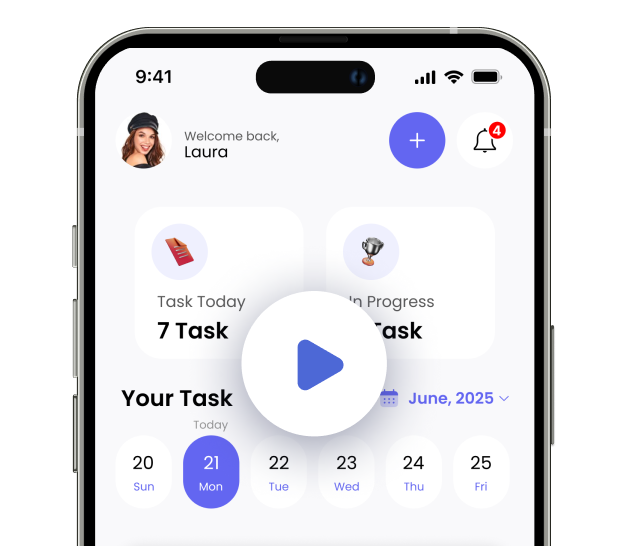 9:41
4
Welcome back,
Laura
Task Today
In Progress
7 Task
Task
Your Task
June, 2025
Today
20 21 22 23 24 25
Sun Mon Tue Wed Thu Fri